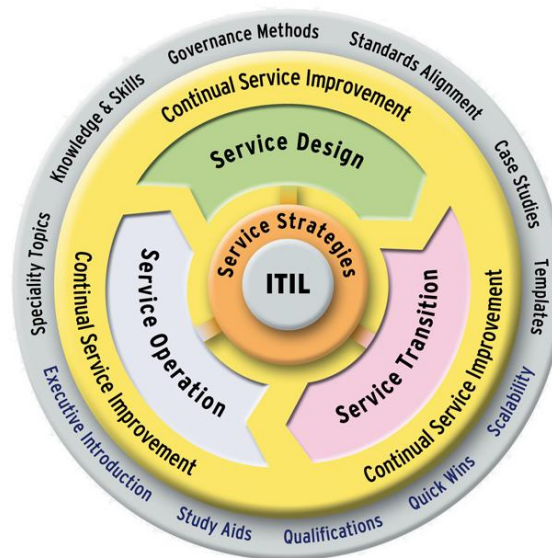 Governance Methods
Standards Alignment
Case Studies
Templates
Scalability
Quick Wins
Qualifications
Study Aids
Executive Introduction
Speciality Topics
Knowledge & Skills
Continual Service Improvement
Continual Service Improvement
Continual Service Improvement
Service Design
Service Transition
Service Operation
Service Strategies
ITIL